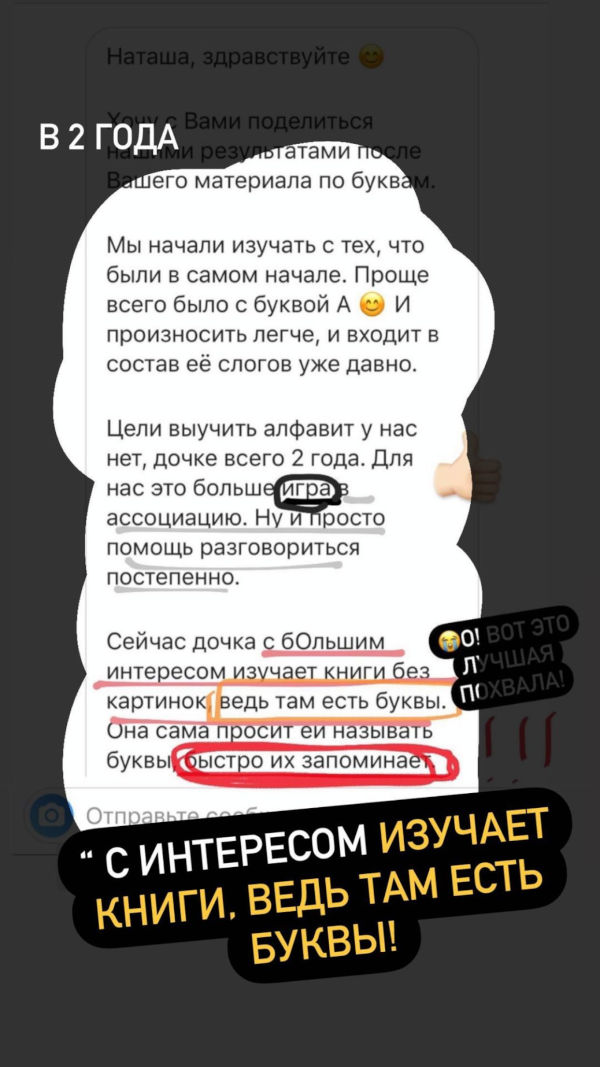 Наташа, здравствуйте 😊
Хочу с Вами поделиться
В 2 ГОДА
нашими результатами после
Вашего материала по буквам.
Мы начали изучать с тех, что
были в самом начале. Проще
всего было с буквой А 😊 И
произносить легче, и входит в
состав её слогов уже давно.
Цели выучить алфавит у нас
нет, дочке всего 2 года. Для
нас это больше игра в
ассоциацию. Ну и просто
помощь разговориться
постепенно.
Сейчас дочка с бОльшим
интересом изучает книги без
картинок, ведь там есть буквы.
Она сама просит ей называть
буквы, быстро их запоминает.
😭О! ВОТ ЭТО
ЛУЧШАЯ
ПОХВАЛА!
Отправьте сооб
“ С ИНТЕРЕСОМ ИЗУЧАЕТ
КНИГИ, ВЕДЬ ТАМ ЕСТЬ
БУКВЫ!